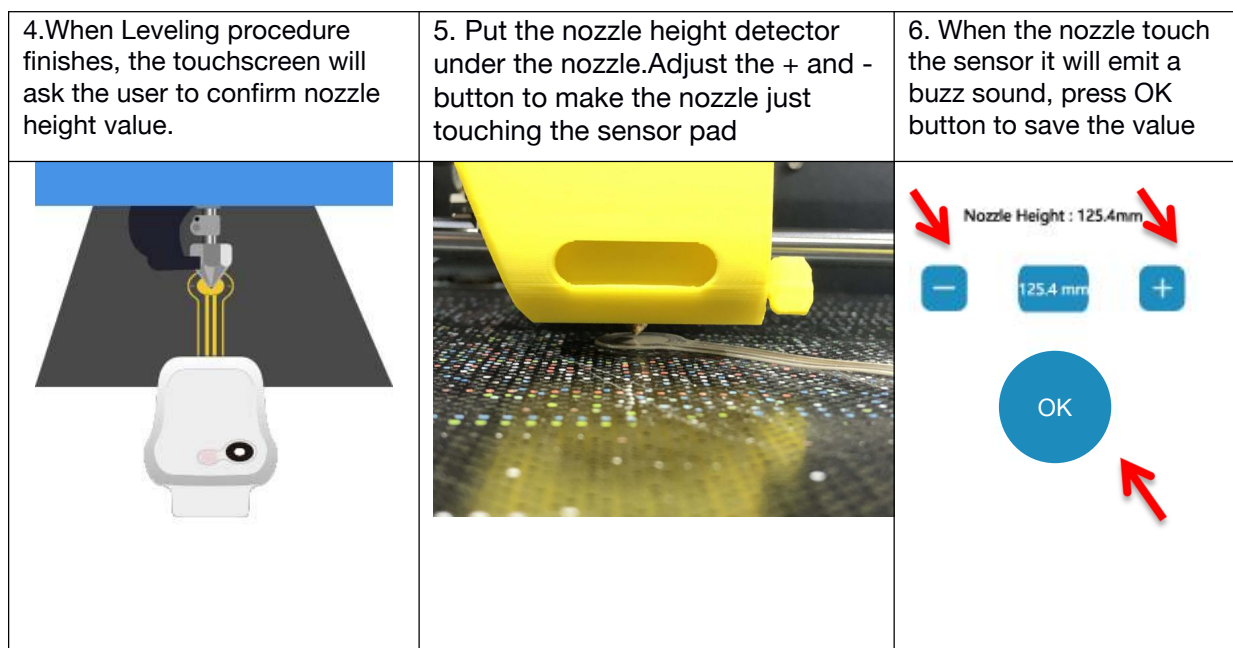 4.When Leveling procedure
finishes, the touchscreen will
ask the user to confirm nozzle
height value.
5. Put the nozzle height detector
under the nozzle.Adjust the + and -
button to make the nozzle just
touching the sensor pad
6. When the nozzle touch
the sensor it will emit a
buzz sound, press OK
button to save the value
Nozzle Height : 125.4mm
125.4 mm
OK